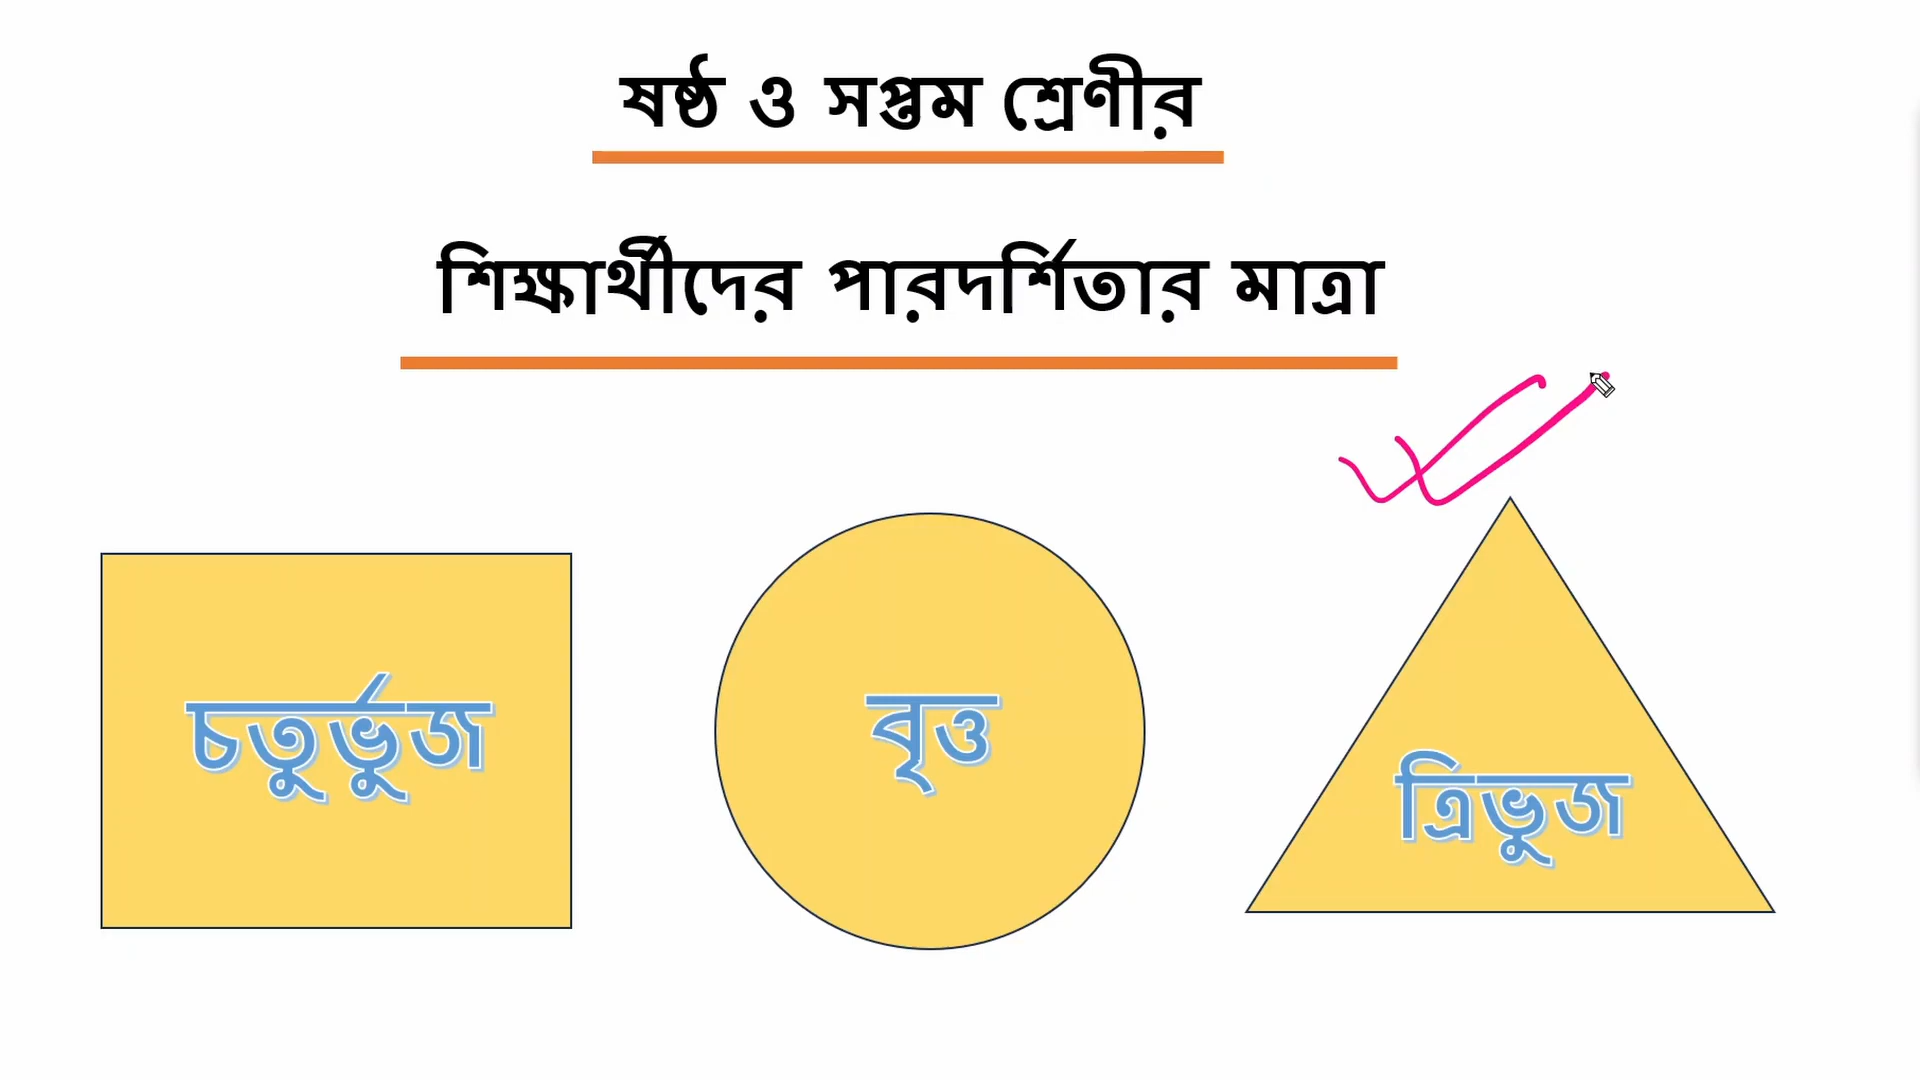 ষষ্ঠ ও সপ্তম শ্রেণীর
শিক্ষার্থীদের পারদর্শিতার মাত্রা
চতুর্ভুজ
বৃত্ত
ত্রিভুজ